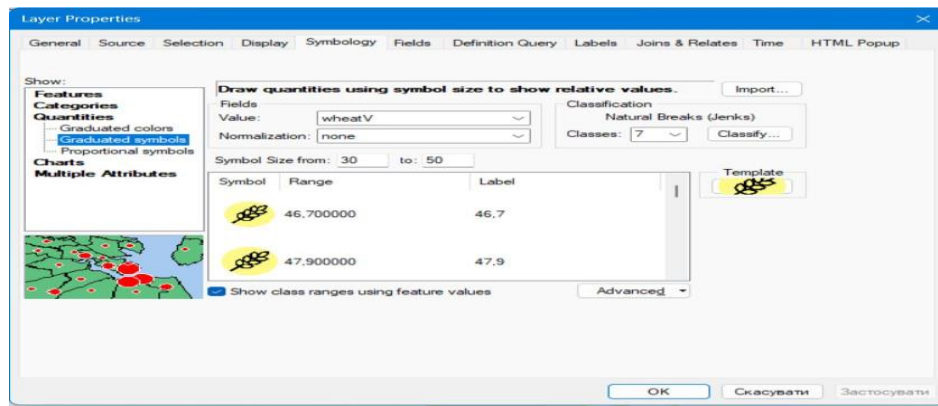 Layer Properties
General Source Selection Display Symbology Fields Definition Query Labels Joins & Relates Time HTML Popup
Show:
Features
Categories
Quantities
Graduated colors
Graduated symbols
Proportional symbols
Charts
Multiple Attributes
Draw quantities using symbol size to show relative values.
Import...
Fields
Value: wheatV
Normalization: none
Classification
Natural Breaks (Jenks)
Classes: 7 Classify...
Symbol Size from: 30 to: 50
Symbol Range Label
46,700000 46,7
47,900000 47,9
Template
Show class ranges using feature values
Advanced
OK Скасувати Застосувати